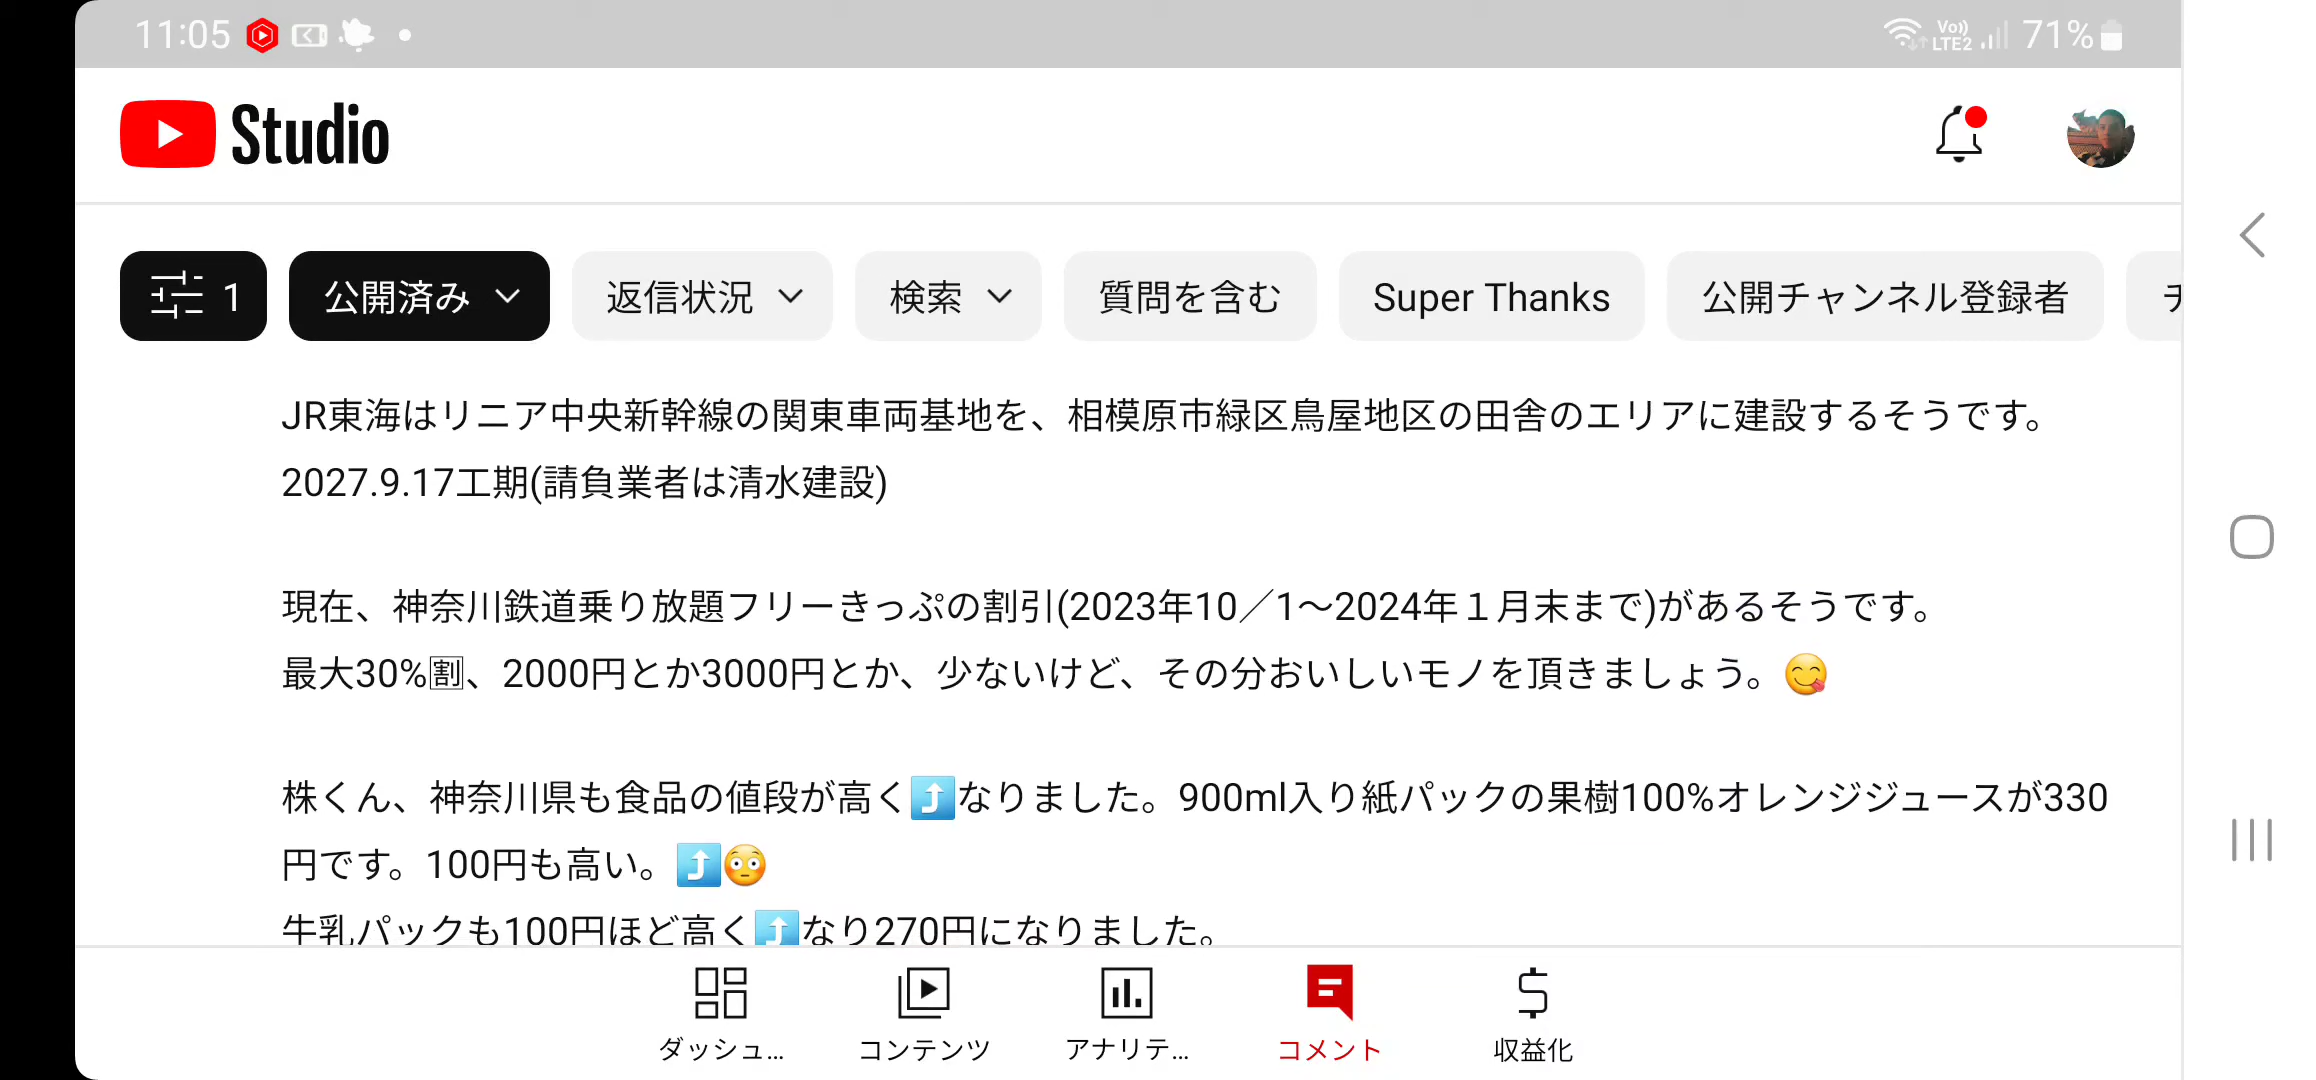 11:05
Vo))
LTE2
71%
Studio
1
公開済み
返信状況
検索
質問を含む
Super Thanks
公開チャンネル登録者
チ
JR東海はリニア中央新幹線の関東車両基地を、相模原市緑区鳥屋地区の田舎のエリアに建設するそうです。
2027.9.17工期(請負業者は清水建設)
現在、神奈川鉄道乗り放題フリーきっぷの割引(2023年10／1～2024年１月末まで)があるそうです。
最大30%🈹、2000円とか3000円とか、少ないけど、その分おいしいモノを頂きましょう。😋
株くん、神奈川県も食品の値段が高く⤴️なりました。900ml入り紙パックの果樹100%オレンジジュースが330
円です。100円も高い。⤴️😳
牛乳パックも100円ほど高く⤴️なり270円になりました。
ダッシュ...
コンテンツ
アナリテ...
コメント
収益化